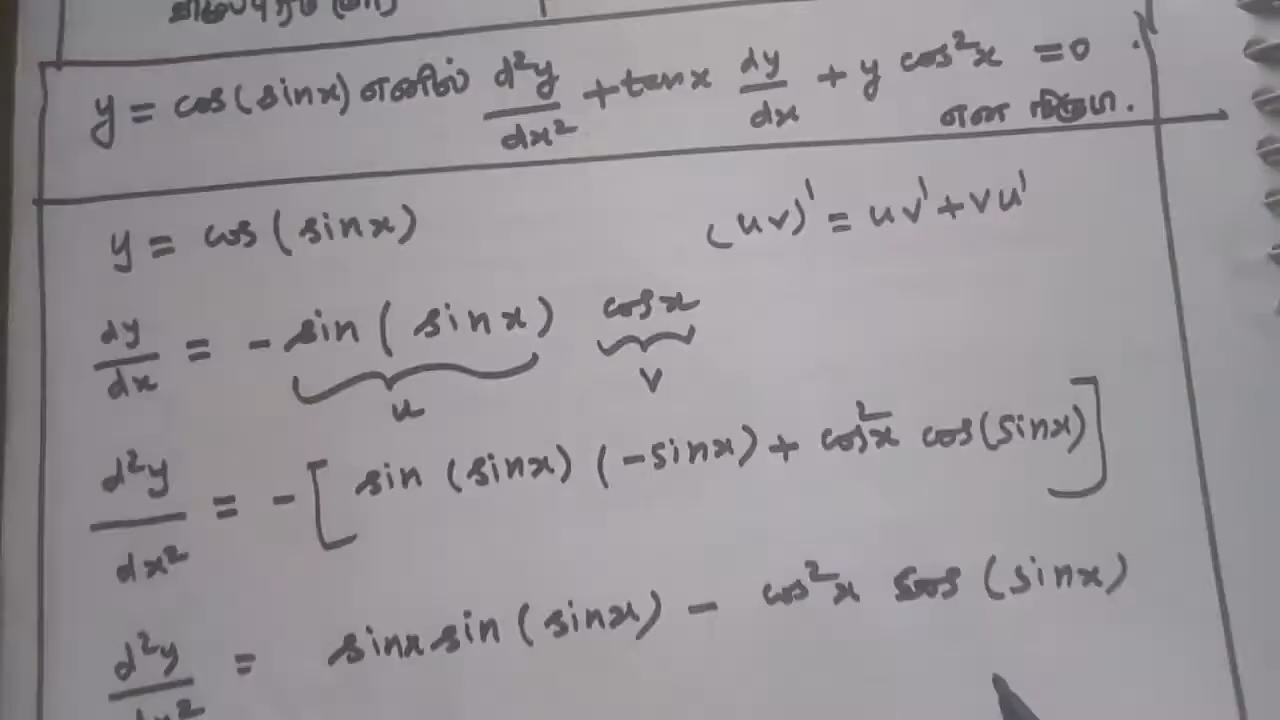 y = cos(sinx) எனில் d²y/dx² + tanx dy/dx + y cos²x = 0
என நிறுவு.
y = cos (sinx)
(uv)' = uv' + vu'
dy/dx = - sin ( sinx) cosx
u v
d²y/dx² = - [ sin (sinx) (-sinx) + cos²x cos(sinx) ]
d²y/dx² = sinx sin (sinx) - cos²x cos (sinx)